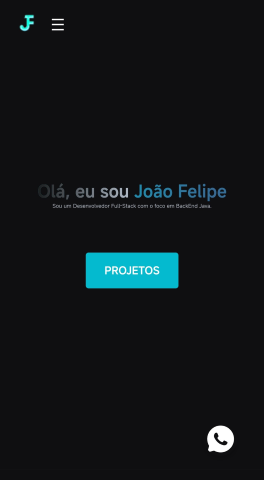 JF
Olá, eu sou João Felipe
Sou um Desenvolvedor Full-Stack com o foco em BackEnd Java.
PROJETOS